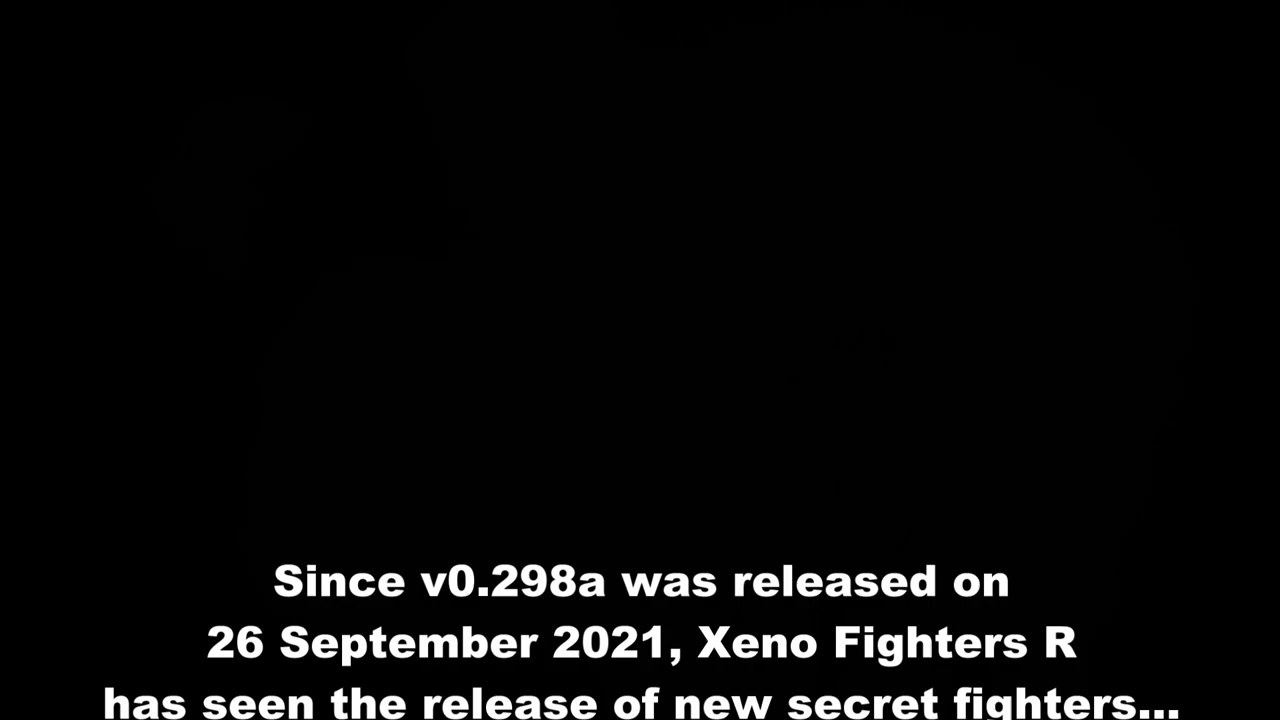 Since v0.298a was released on
26 September 2021, Xeno Fighters R
has seen the release of new secret fighters...